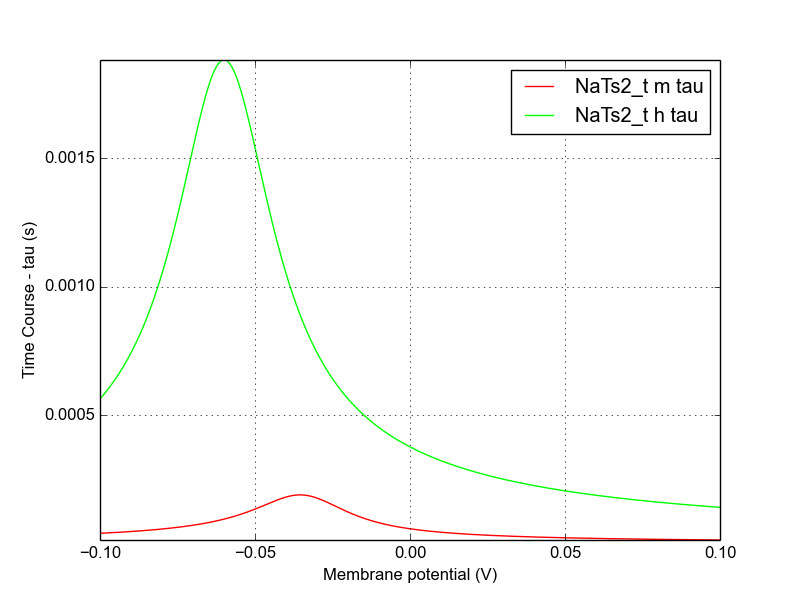 NaTs2_t m tau
NaTs2_t h tau
0.0015
0.0010
0.0005
Time Course - tau (s)
−0.10
−0.05
0.00
0.05
0.10
Membrane potential (V)